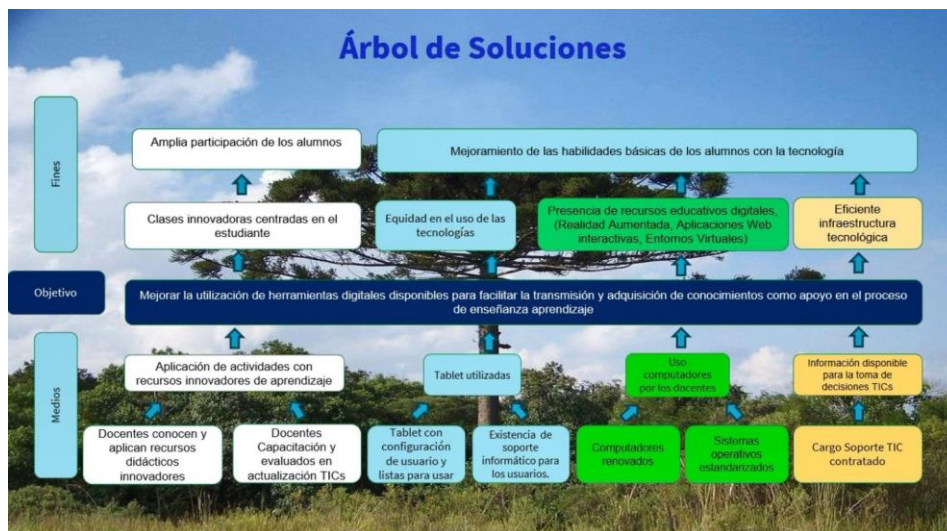 Árbol de Soluciones
Fines
Amplia participación de los alumnos
Mejoramiento de las habilidades básicas de los alumnos con la tecnología
Clases innovadoras centradas en el
estudiante
Equidad en el uso de las
tecnologías
Presencia de recursos educativos digitales,
(Realidad Aumentada, Aplicaciones Web
interactivas, Entornos Virtuales)
Eficiente
infraestructura
tecnológica
Objetivo
Mejorar la utilización de herramientas digitales disponibles para facilitar la transmisión y adquisición de conocimientos como apoyo en el proceso
de enseñanza aprendizaje
Medios
Aplicación de actividades con
recursos innovadores de aprendizaje
Tablet utilizadas
Uso
computadores
por los docentes
Información disponible
para la toma de
decisiones TICs
Docentes conocen y
aplican recursos
didácticos
innovadores
Docentes
Capacitación y
evaluados en
actualización TICs
Tablet con
configuración
de usuario y
listas para usar
Existencia de
soporte
informático para
los usuarios.
Computadores
renovados
Sistemas
operativos
estandarizados
Cargo Soporte TIC
contratado